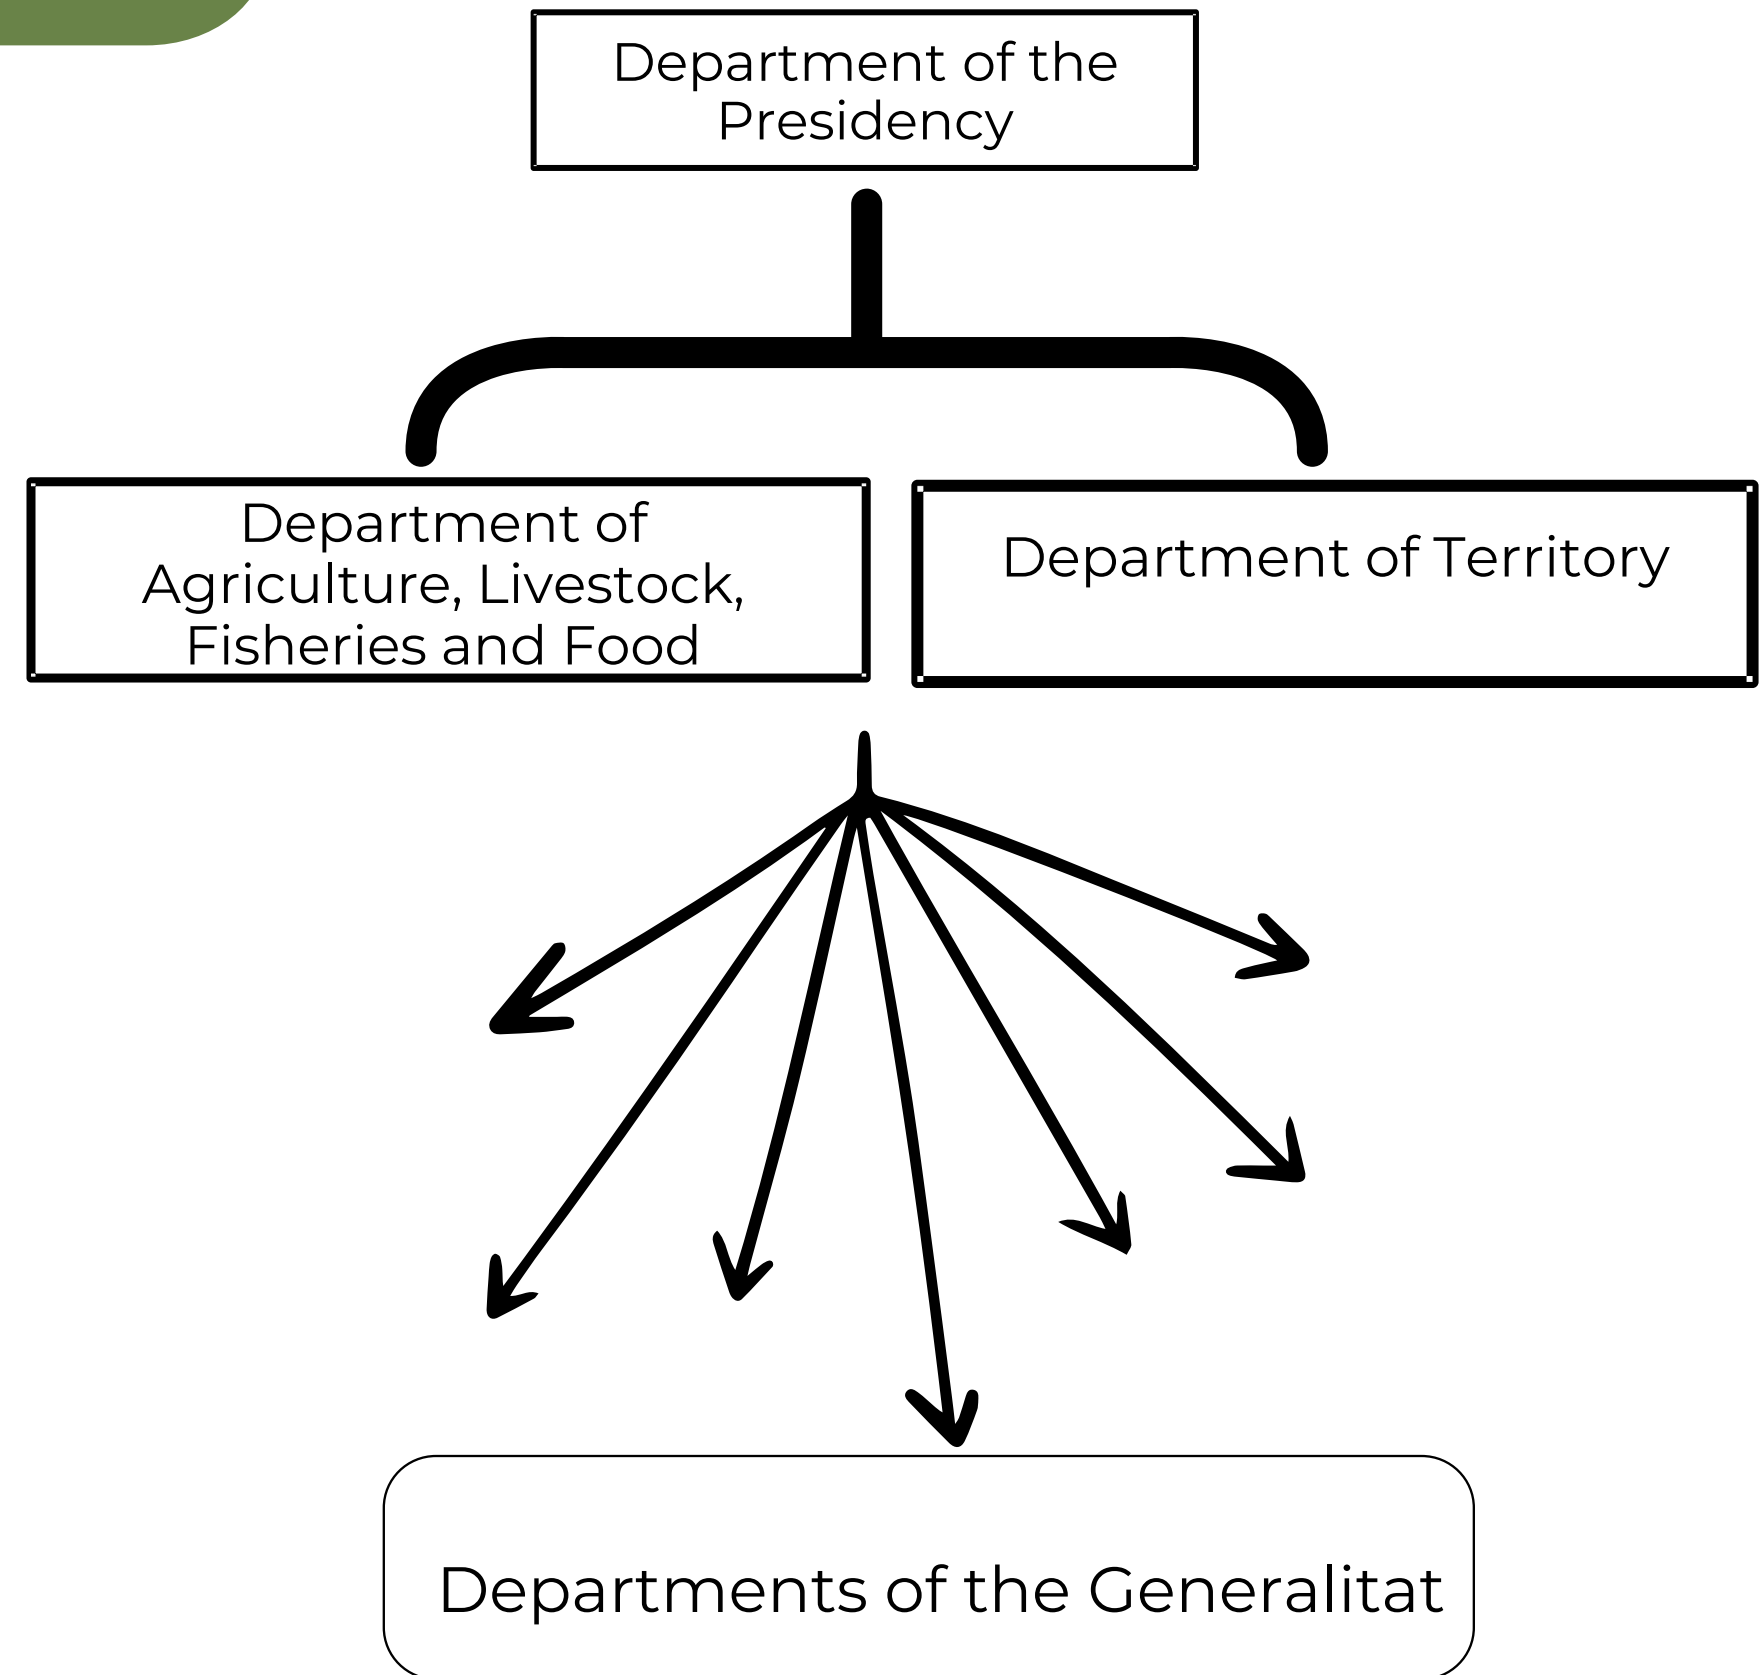 Department of the
Presidency
Department of
Agriculture, Livestock,
Fisheries and Food
Department of Territory
Departments of the Generalitat